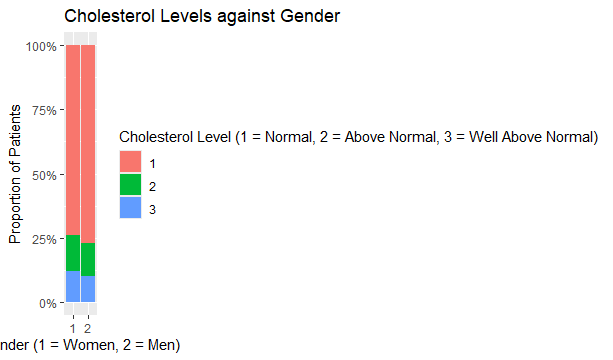 Cholesterol Levels against Gender
100%
75%
50%
25%
0%
Proportion of Patients
1 2
nder (1 = Women, 2 = Men)
Cholesterol Level (1 = Normal, 2 = Above Normal, 3 = Well Above Normal)
1
2
3